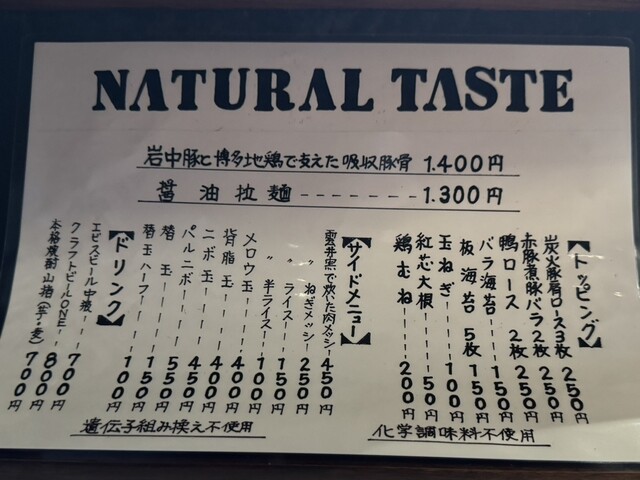 NATURAL TASTE
岩中豚と博多地鶏で支えた吸収豚骨 1.400円
醤油拉麺------- 1.300円
【トッピング】
炭火豚肩ロース3枚 250円
赤豚煮豚バラ2枚 250円
鴨ロース 2枚 250円
バラ海苔---150円
板海苔 5枚 150円
玉ねぎ----100円
紅芯大根---50円
鶏むね----200円
【サイドメニュー】
雲井窯で炊いた肉メシ--450円
〃 ねぎメッシ--250円
〃 ライス---150円
〃 半ライス--100円
メロウ玉----400円
背脂玉----400円
ニボ玉----450円
パルニボ---550円
替玉----150円
替玉ハーフ---100円
【ドリンク】
エビスビール中瓶--700円
クラフトビールONE--800円
本格焼酎山猪(芋・麦) 700円
遺伝子組み換え不使用
化学調味料不使用